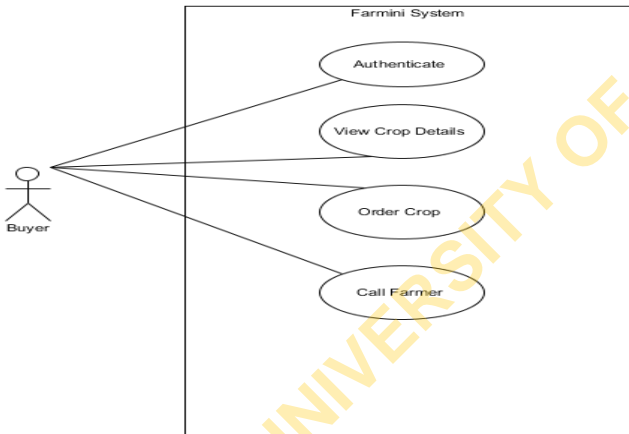 Farmini System
Authenticate
View Crop Details
Order Crop
Call Farmer
Buyer
UNIVERSITY OF